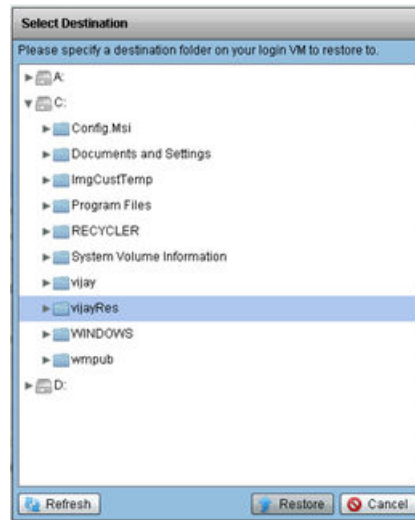 Select Destination
Please specify a destination folder on your login VM to restore to.
A:
C:
Config.Msi
Documents and Settings
ImgCustTemp
Program Files
RECYCLER
System Volume Information
vijay
vijayRes
WINDOWS
wmpub
D:
Refresh Restore Cancel